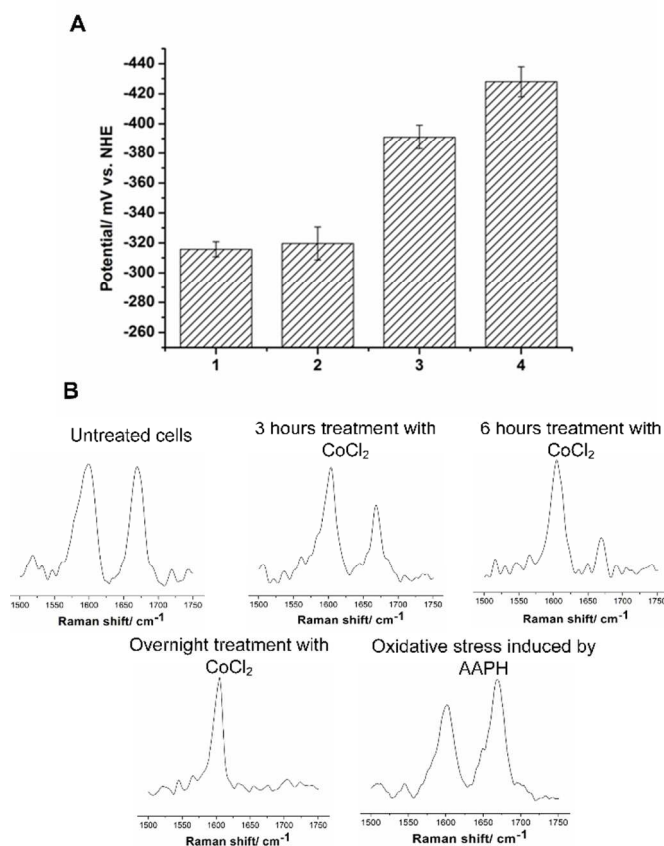 A
Potential/ mV vs. NHE
-440
-420
-400
-380
-360
-340
-320
-300
-280
-260
1 2 3 4
B
Untreated cells
1500 1550 1600 1650 1700 1750
Raman shift/ cm-1
3 hours treatment with
CoCl2
1500 1550 1600 1650 1700 1750
Raman shift/ cm-1
6 hours treatment with
CoCl2
1500 1550 1600 1650 1700 1750
Raman shift/ cm-1
Overnight treatment with
CoCl2
1500 1550 1600 1650 1700 1750
Raman shift/ cm-1
Oxidative stress induced by
AAPH
1500 1550 1600 1650 1700 1750
Raman shift/ cm-1